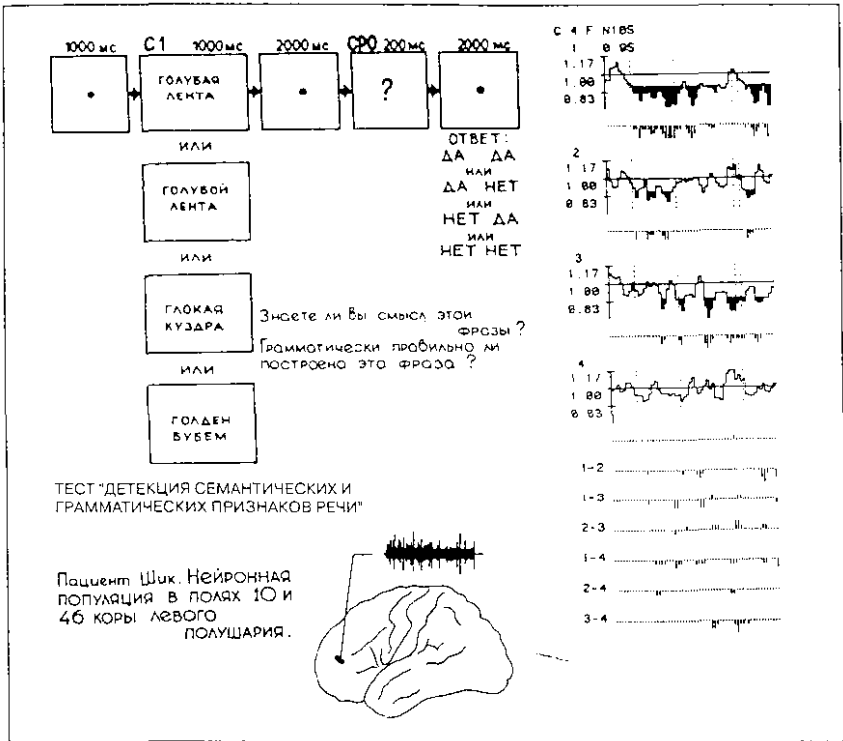 1000 мс С1 1000 мс 2000 мс СРО 200 мс 2000 мс
ГОЛУБАЯ
ЛЕНТА
?
ИЛИ
ГОЛУБОЙ
ЛЕНТА
ИЛИ
ГЛОКАЯ
КУЗДРА
ИЛИ
ГОЛДЕН
БУБЕМ
ОТВЕТ:
ДА ДА
ИЛИ
ДА НЕТ
ИЛИ
НЕТ ДА
ИЛИ
НЕТ НЕТ
Знаете ли вы смысл этой
фразы?
Грамматически правильно ли
построена эта фраза?
ТЕСТ "ДЕТЕКЦИЯ СЕМАНТИЧЕСКИХ И
ГРАММАТИЧЕСКИХ ПРИЗНАКОВ РЕЧИ"
Пациент Шик. Нейронная
популяция в полях 10 и
46 коры левого
полушария.
C 4 F N18S
1 0 9S
1.17
1.00
0.83
2
1 17
1 00
0 83
3
1.17
1 00
0.83
4
1 17
1 00
0 83
1-2
1-3
2-3
1-4
2-4
3-4